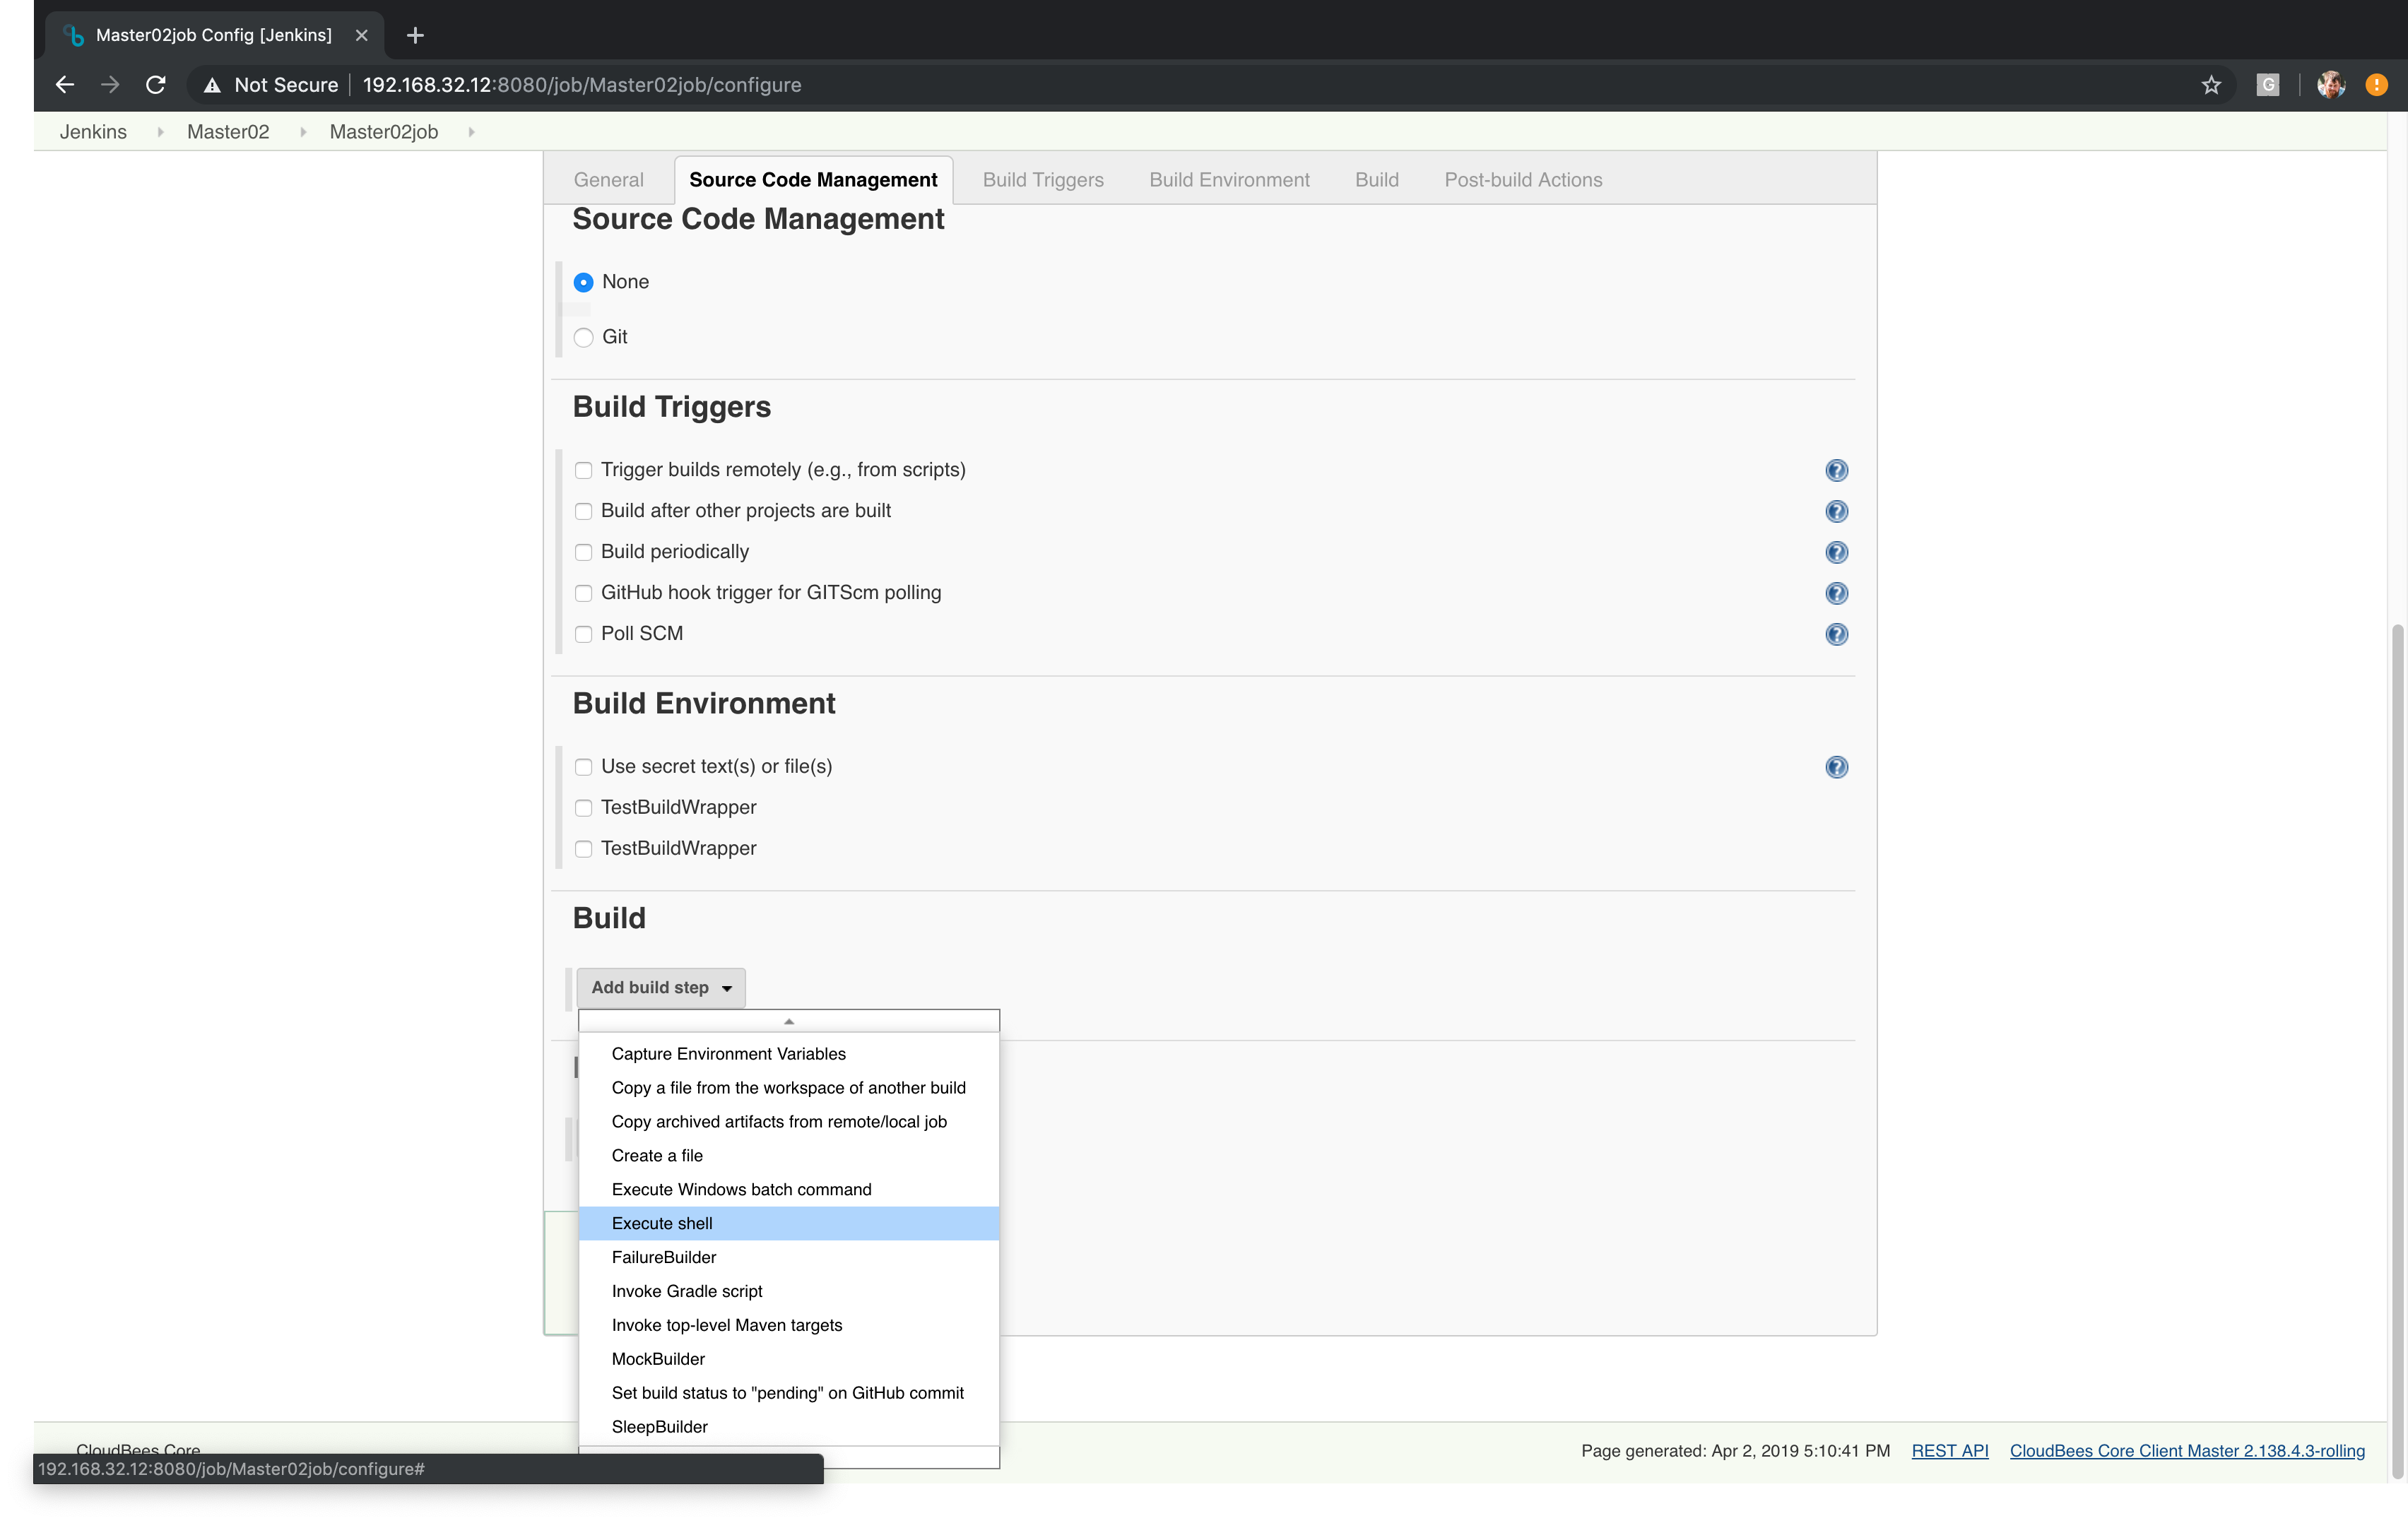 Master02job Config [Jenkins]
Not Secure 192.168.32.12:8080/job/Master02job/configure
G
Jenkins Master02 Master02job
General Source Code Management Build Triggers Build Environment Build Post-build Actions
Source Code Management
None
Git
Build Triggers
Trigger builds remotely (e.g., from scripts)
Build after other projects are built
Build periodically
GitHub hook trigger for GITScm polling
Poll SCM
Build Environment
Use secret text(s) or file(s)
TestBuildWrapper
TestBuildWrapper
Build
Add build step
Capture Environment Variables
Copy a file from the workspace of another build
Copy archived artifacts from remote/local job
Create a file
Execute Windows batch command
Execute shell
FailureBuilder
Invoke Gradle script
Invoke top-level Maven targets
MockBuilder
Set build status to "pending" on GitHub commit
SleepBuilder
CloudBees Core
Page generated: Apr 2, 2019 5:10:41 PM REST API CloudBees Core Client Master 2.138.4.3-rolling
192.168.32.12:8080/job/Master02job/configure#